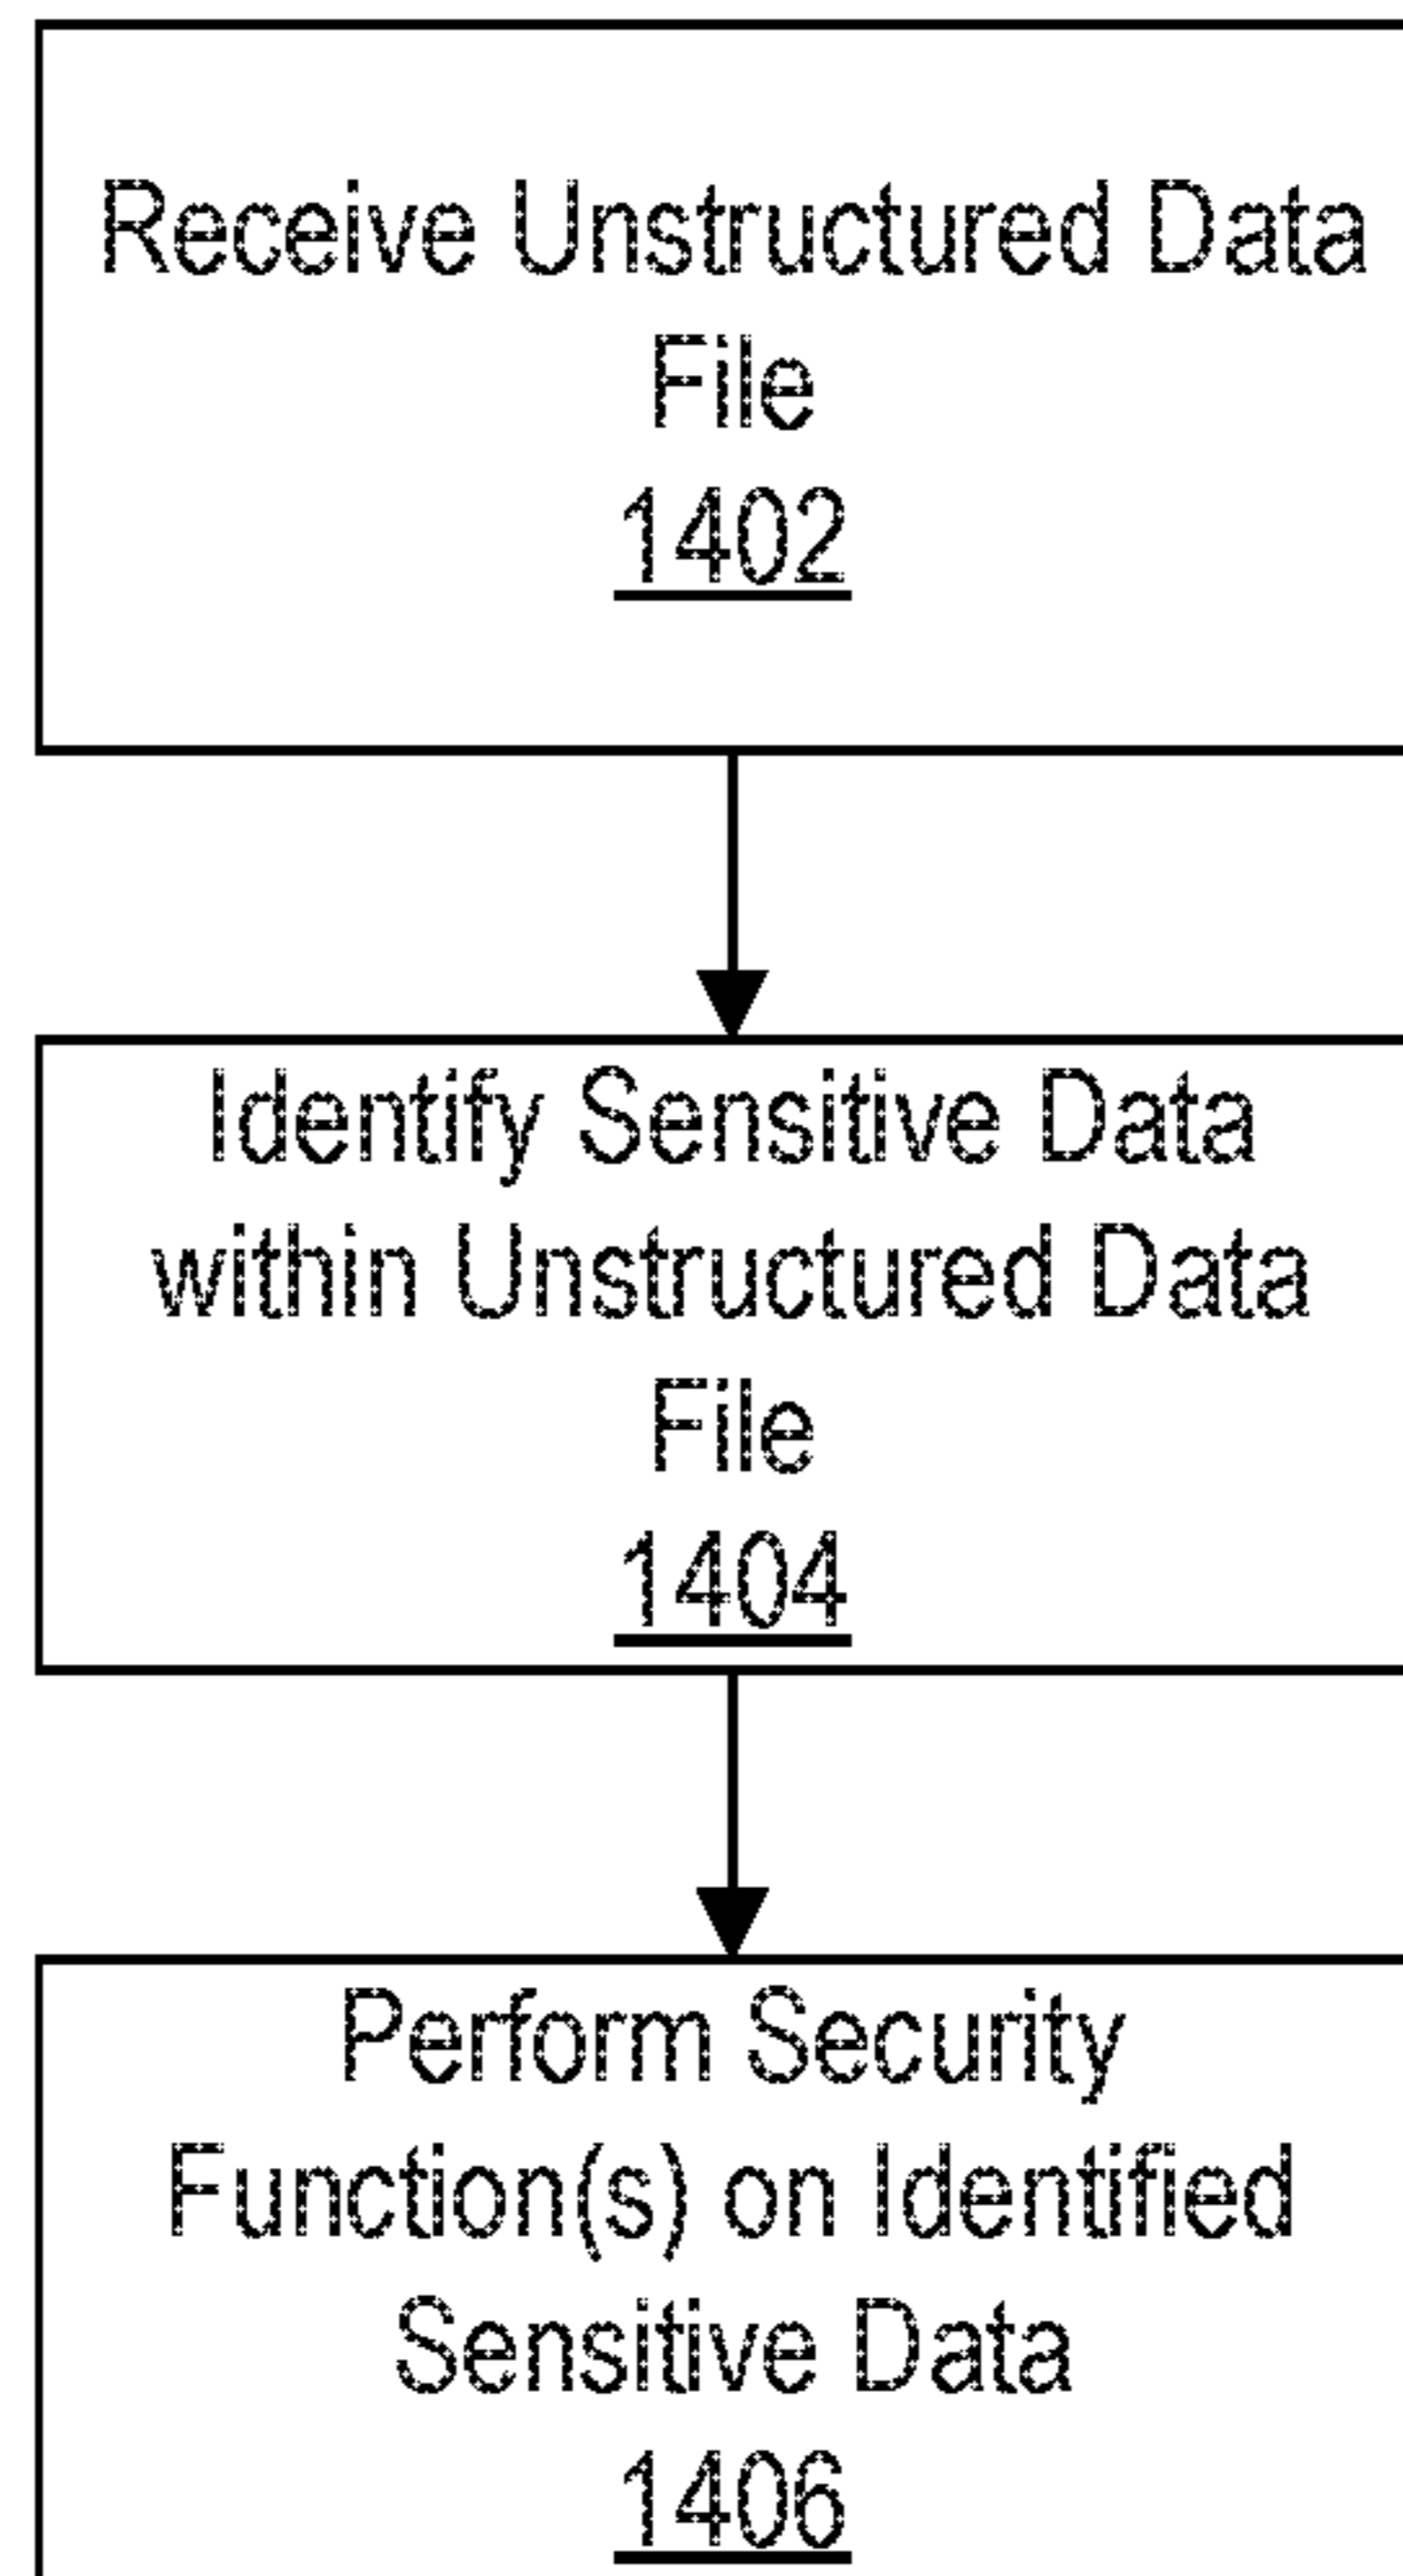 Receive Unstructured Data
File
1402
Identify Sensitive Data
within Unstructured Data
File
1404
Perform Security
Function(s) on Identified
Sensitive Data
1406